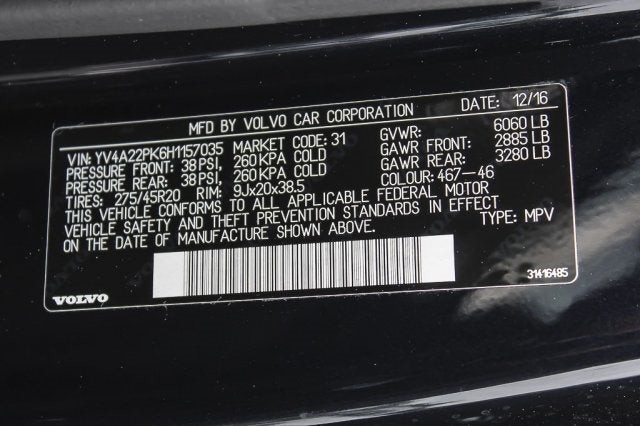 MFD BY VOLVO CAR CORPORATION DATE: 12/16
VIN: YV4A22PK6H1157035 MARKET CODE: 31 GVWR: 6060 LB
PRESSURE FRONT: 38 PSI, 260 KPA COLD GAWR FRONT: 2885 LB
PRESSURE REAR: 38 PSI, 260 KPA COLD GAWR REAR: 3280 LB
TIRES: 275/45R20 RIM: 9Jx20x38.5 COLOUR: 467-46
THIS VEHICLE CONFORMS TO ALL APPLICABLE FEDERAL MOTOR
VEHICLE SAFETY AND THEFT PREVENTION STANDARDS IN EFFECT
ON THE DATE OF MANUFACTURE SHOWN ABOVE. TYPE: MPV
31416485
VOLVO